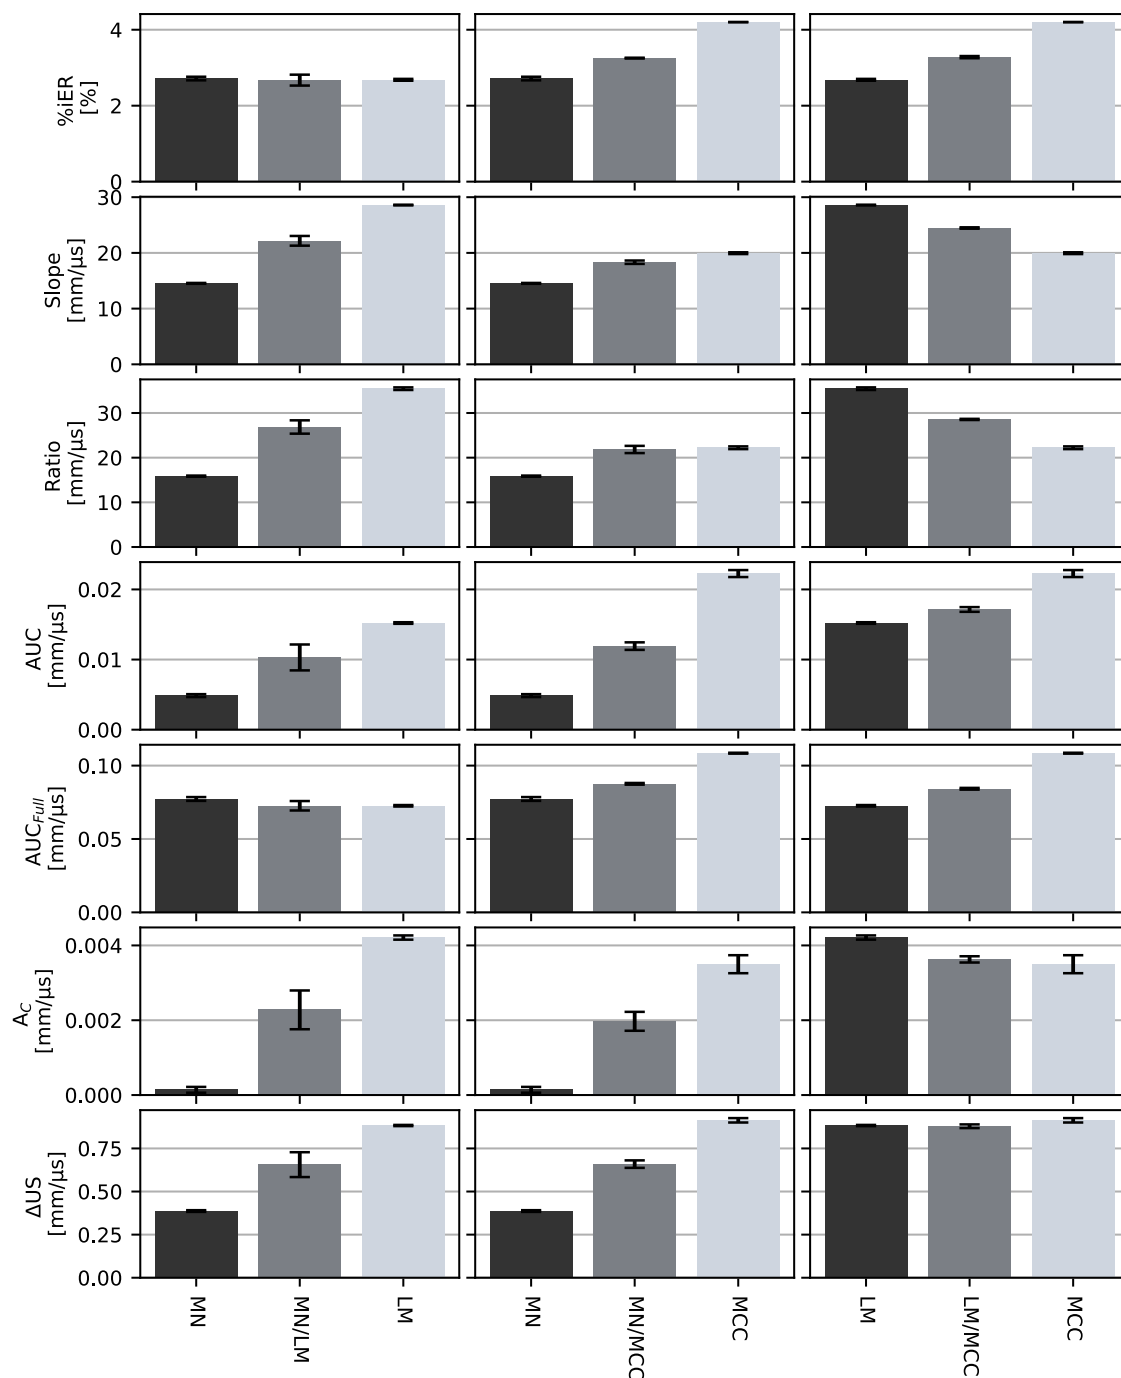 %iER
[%]
4
2
0
Slope
[mm/µs]
30
20
10
0
Ratio
[mm/µs]
30
20
10
0
AUC
[mm/µs]
0.02
0.01
0.00
AUC_Full
[mm/µs]
0.10
0.05
0.00
A_C
[mm/µs]
0.004
0.002
0.000
ΔUS
[mm/µs]
0.75
0.50
0.25
0.00
MN
MN/LM
LM
MN
MN/MCC
MCC
LM
LM/MCC
MCC